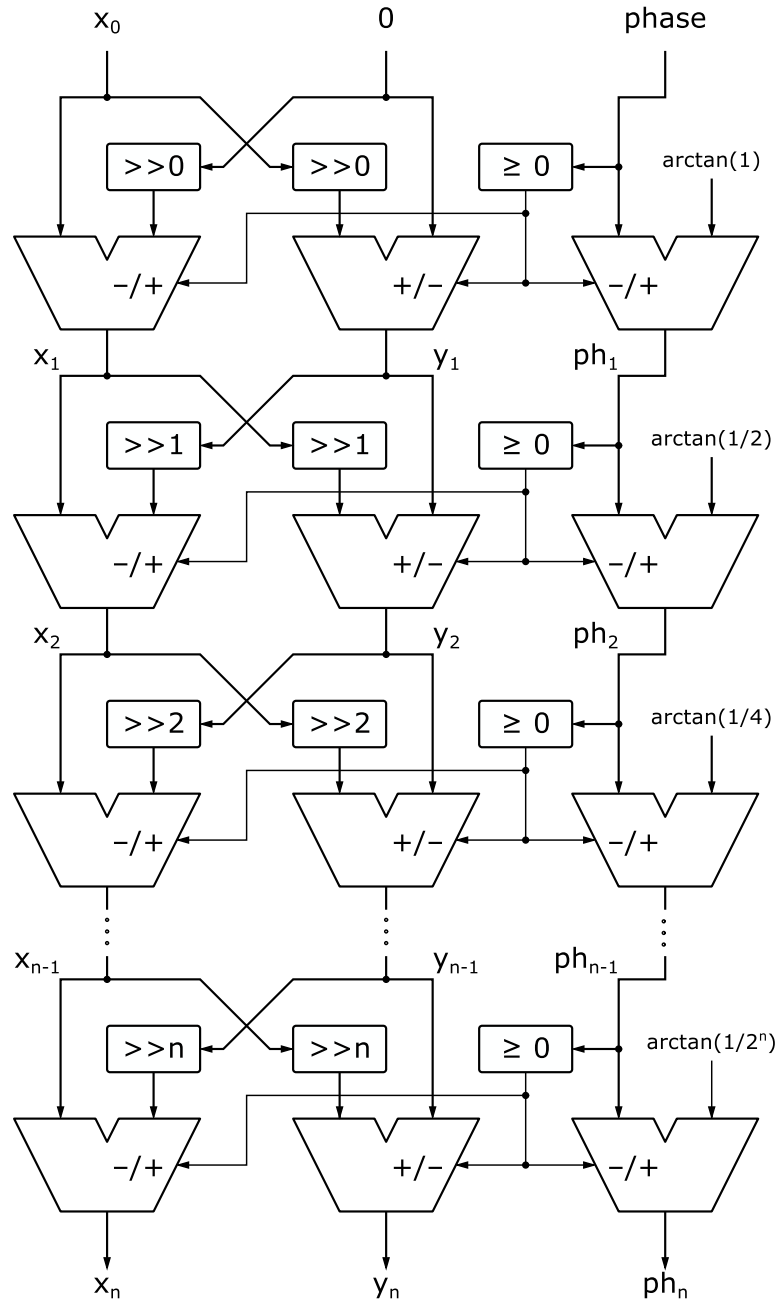 x₀ 0 phase
>>0 >>0 ≥ 0 arctan(1)
−/+ +/− −/+
x₁ y₁ ph₁
>>1 >>1 ≥ 0 arctan(1/2)
−/+ +/− −/+
x₂ y₂ ph₂
>>2 >>2 ≥ 0 arctan(1/4)
−/+ +/− −/+
xₙ₋₁ yₙ₋₁ phₙ₋₁
>>n >>n ≥ 0 arctan(1/2ⁿ)
−/+ +/− −/+
xₙ yₙ phₙ